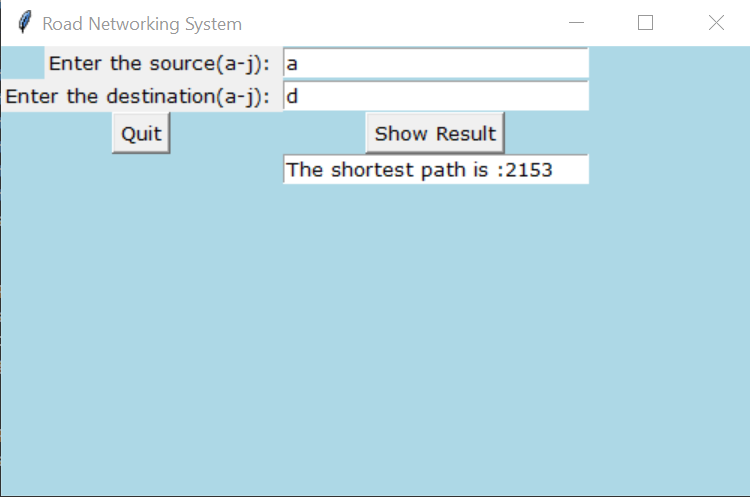 Road Networking System
Enter the source(a-j): a
Enter the destination(a-j): d
Quit Show Result
The shortest path is :2153